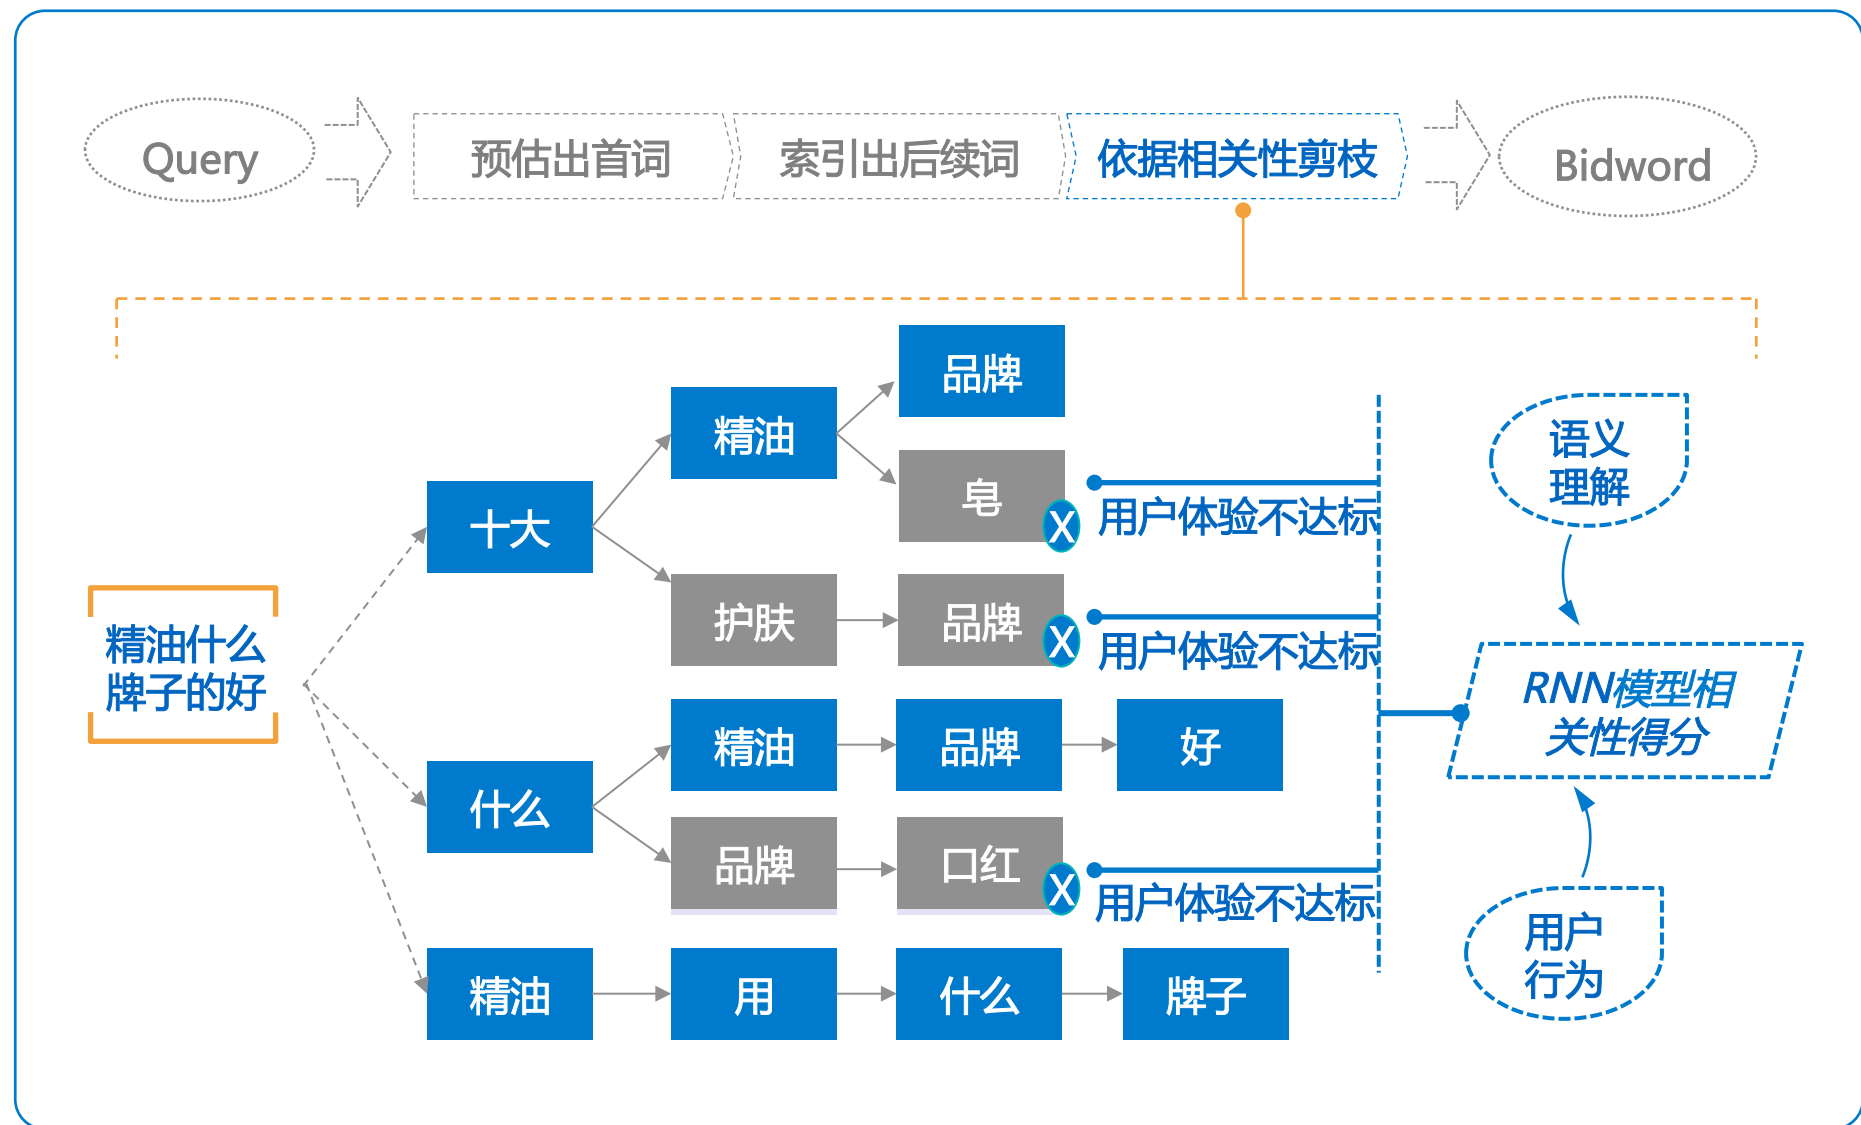 Query
预估出首词
索引出后续词
依据相关性剪枝
Bidword
品牌
精油
皂
X
用户体验不达标
十大
护肤
品牌
X
用户体验不达标
精油什么
牌子的好
什么
精油
品牌
好
品牌
口红
X
用户体验不达标
精油
用
什么
牌子
语义
理解
RNN模型相
关性得分
用户
行为